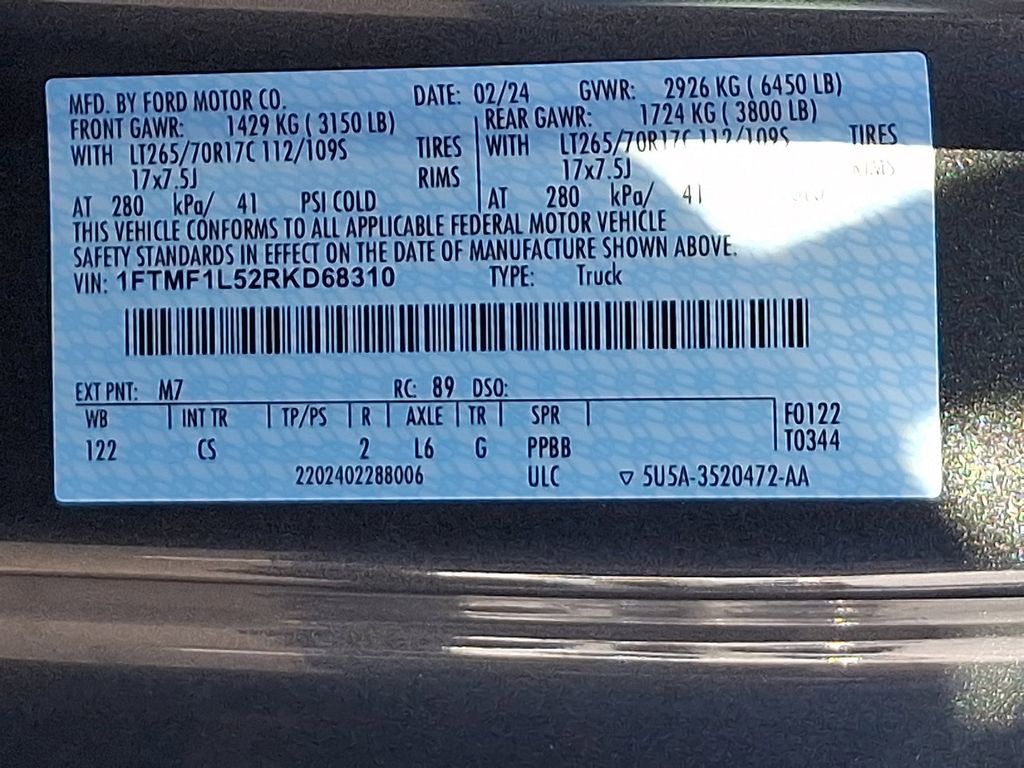 MFD. BY FORD MOTOR CO. DATE: 02/24 GVWR: 2926 KG ( 6450 LB)
FRONT GAWR: 1429 KG ( 3150 LB) REAR GAWR: 1724 KG ( 3800 LB)
WITH LT265/70R17C 112/109S TIRES WITH LT265/70R17C 112/109S TIRES
17x7.5J RIMS 17x7.5J RIMS
AT 280 kPa/ 41 PSI COLD AT 280 kPa/ 41
THIS VEHICLE CONFORMS TO ALL APPLICABLE FEDERAL MOTOR VEHICLE
SAFETY STANDARDS IN EFFECT ON THE DATE OF MANUFACTURE SHOWN ABOVE.
VIN: 1FTMF1L52RKD68310 TYPE: Truck
EXT PNT: M7 RC: 89 DSO:
WB INT TR TP/PS R AXLE TR SPR F0122
122 CS 2 L6 G PPBB T0344
2202402288006 ULC ▽ 5U5A-3520472-AA